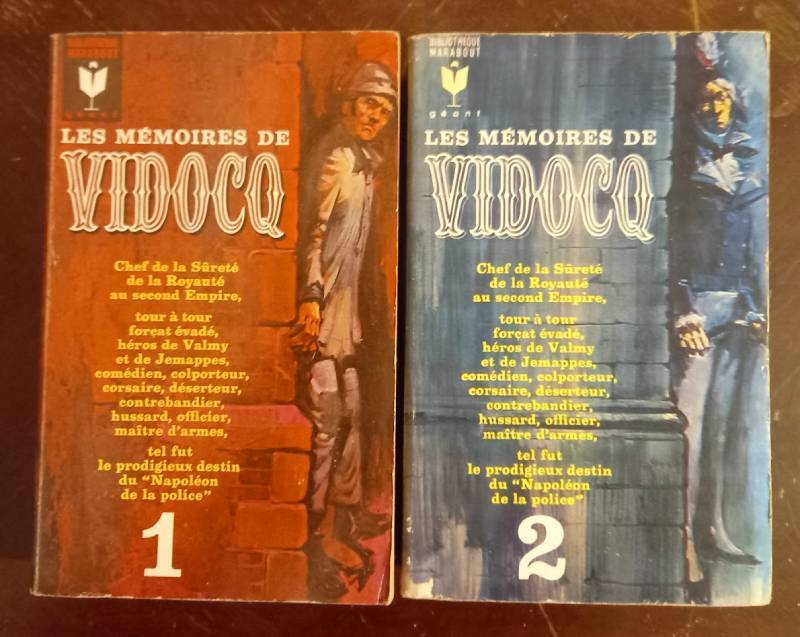 BIBLIOTHEQUE
MARABOUT
géant
LES MÉMOIRES DE
VIDOCQ
Chef de la Sûreté
de la Royauté
au second Empire,
tour à tour
forçat évadé,
héros de Valmy
et de Jemappes,
comédien, colporteur,
corsaire, déserteur,
contrebandier,
hussard, officier,
maître d'armes,
tel fut
le prodigieux destin
du "Napoléon
de la police"
1
BIBLIOTHEQUE
MARABOUT
géant
LES MÉMOIRES DE
VIDOCQ
Chef de la Sûreté
de la Royauté
au second Empire,
tour à tour
forçat évadé,
héros de Valmy
et de Jemappes,
comédien, colporteur,
corsaire, déserteur,
contrebandier,
hussard, officier,
maître d'armes,
tel fut
le prodigieux destin
du "Napoléon
de la police"
2